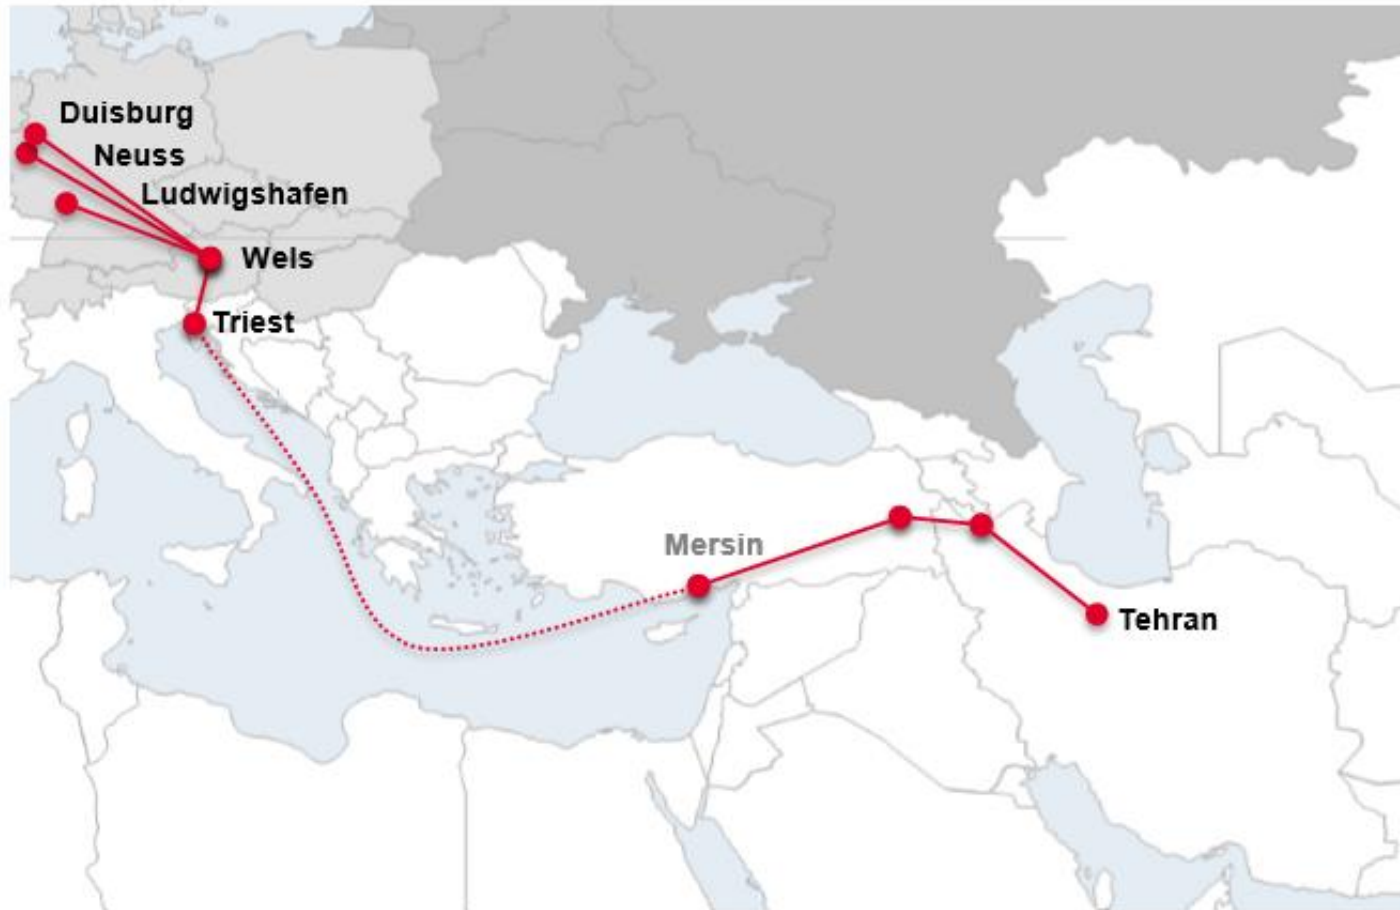 Duisburg
Neuss
Ludwigshafen
Wels
Triest
Mersin
Tehran